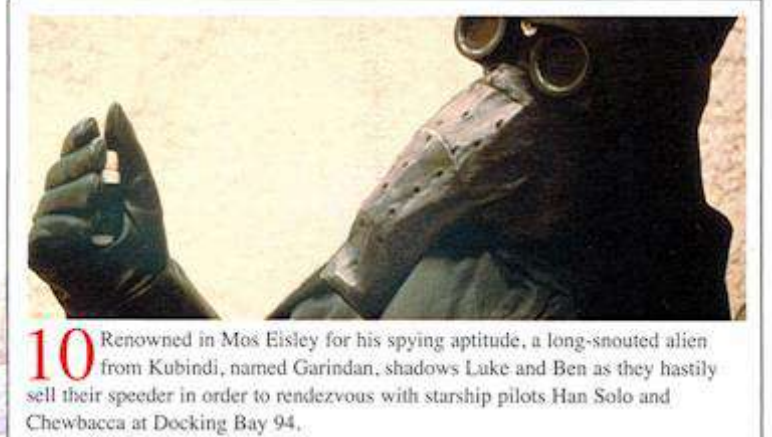 10 Renowned in Mos Eisley for his spying aptitude, a long-snouted alien
from Kubindi, named Garindan, shadows Luke and Ben as they hastily
sell their speeder in order to rendezvous with starship pilots Han Solo and
Chewbacca at Docking Bay 94.